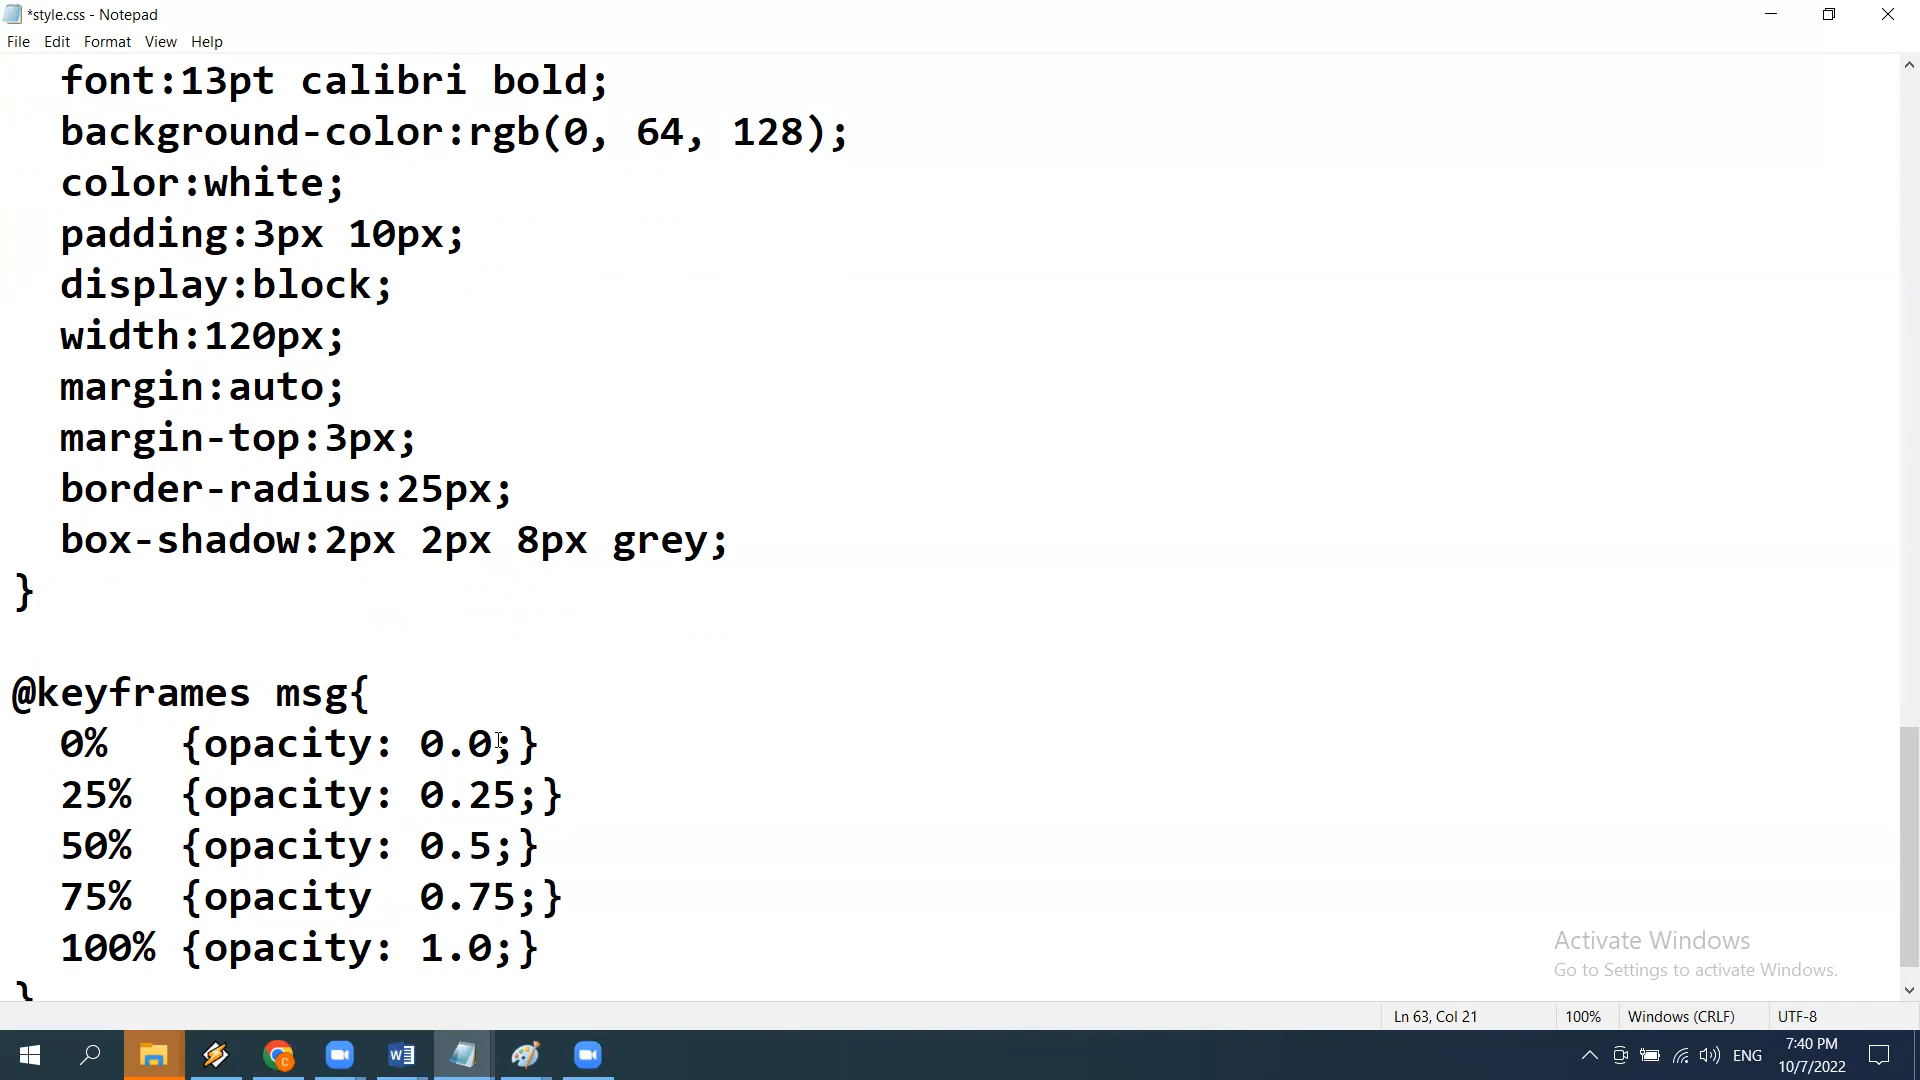 *style.css - Notepad
File Edit Format View Help
font:13pt calibri bold;
background-color:rgb(0, 64, 128);
color:white;
padding:3px 10px;
display:block;
width:120px;
margin:auto;
margin-top:3px;
border-radius:25px;
box-shadow:2px 2px 8px grey;
}
@keyframes msg{
0% {opacity: 0.0;}
25% {opacity: 0.25;}
50% {opacity: 0.5;}
75% {opacity 0.75;}
100% {opacity: 1.0;}
}
Activate Windows
Go to Settings to activate Windows.
Ln 63, Col 21 100% Windows (CRLF) UTF-8
ENG
7:40 PM
10/7/2022